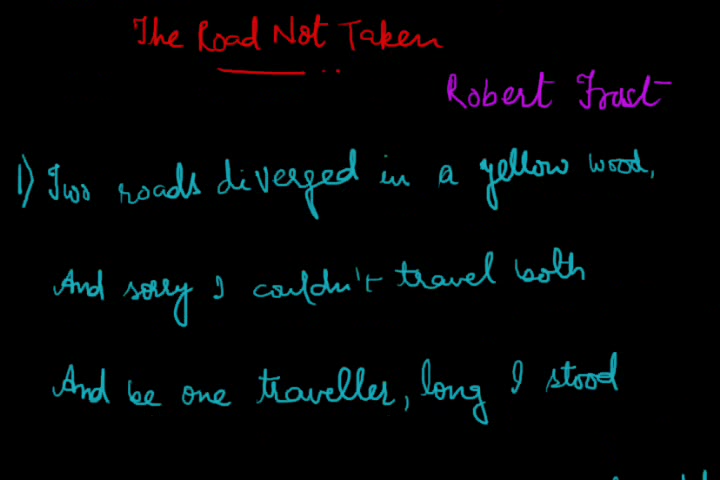 The Road Not Taken
Robert Frost
1) Two roads diverged in a yellow wood,
And sorry I couldn't travel both
And be one traveller, long I stood